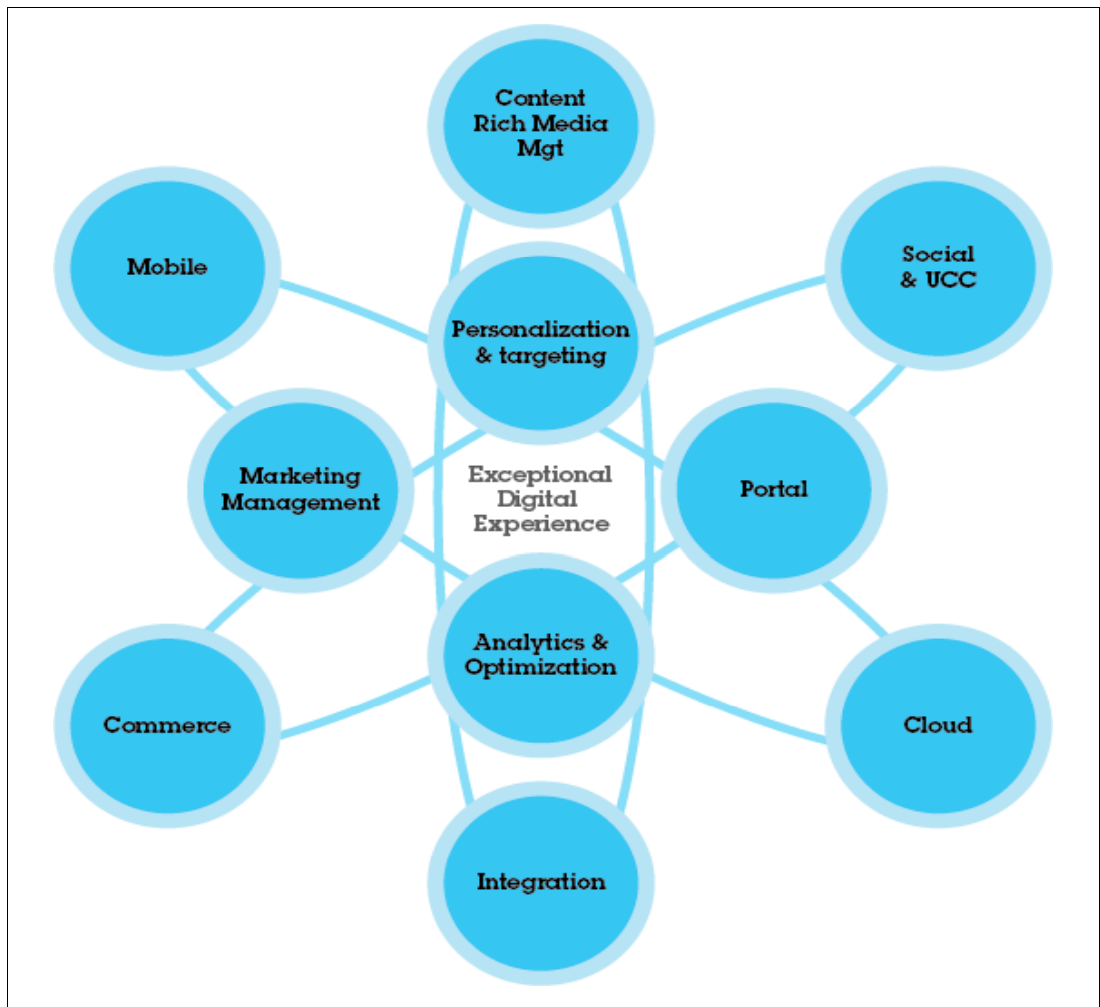 Content
Rich Media
Mgt
Mobile
Social
& UCC
Personalization
& targeting
Marketing
Management
Exceptional
Digital
Experience
Portal
Analytics &
Optimization
Commerce
Cloud
Integration